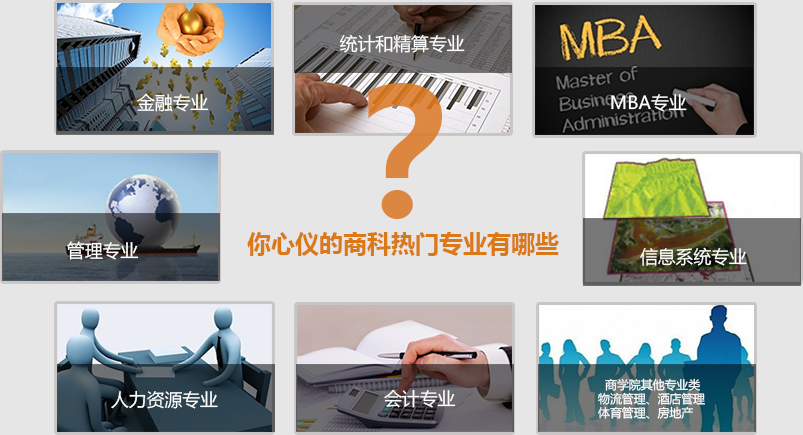 金融专业
统计和精算专业
MBA
Master of
Business
Administration
MBA专业
?
管理专业
你心仪的商科热门专业有哪些
信息系统专业
人力资源专业
会计专业
商学院其他专业类
物流管理、酒店管理
体育管理、房地产